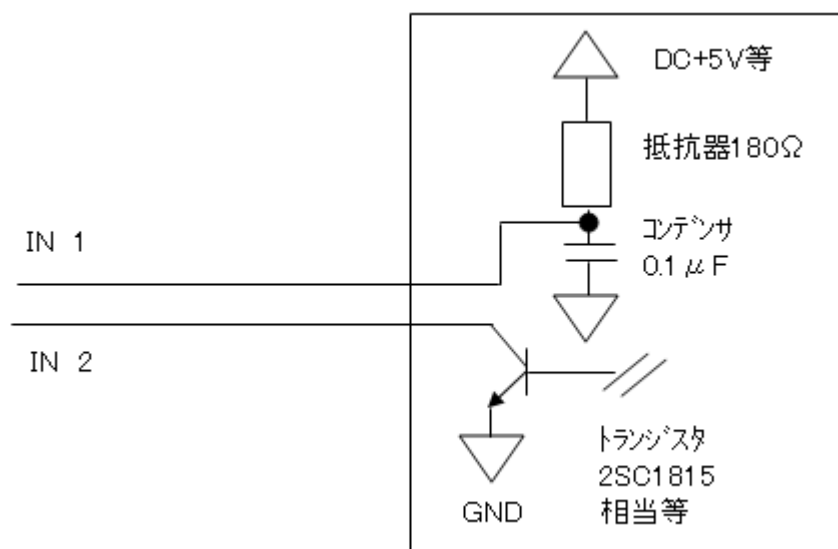 DC+5V等
抵抗器180Ω
コンデンサ
0.1μF
IN 1
IN 2
トランジスタ
2SC1815
相当等
GND